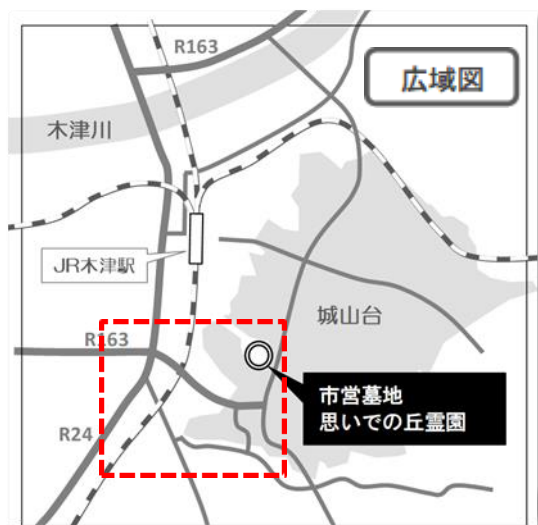 R163
広域図
木津川
JR木津駅
城山台
R163
市営墓地
思いでの丘霊園
R24